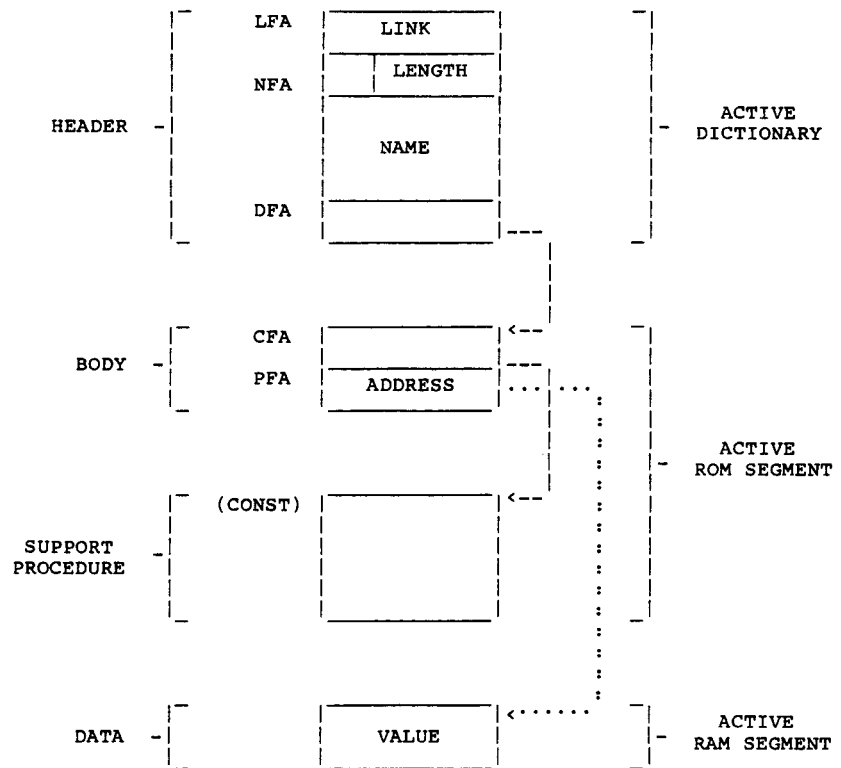 LFA LINK
LENGTH
NFA
ACTIVE
HEADER DICTIONARY
NAME
DFA
CFA
BODY
PFA ADDRESS
ACTIVE
ROM SEGMENT
(CONST)
SUPPORT
PROCEDURE
DATA VALUE ACTIVE
RAM SEGMENT